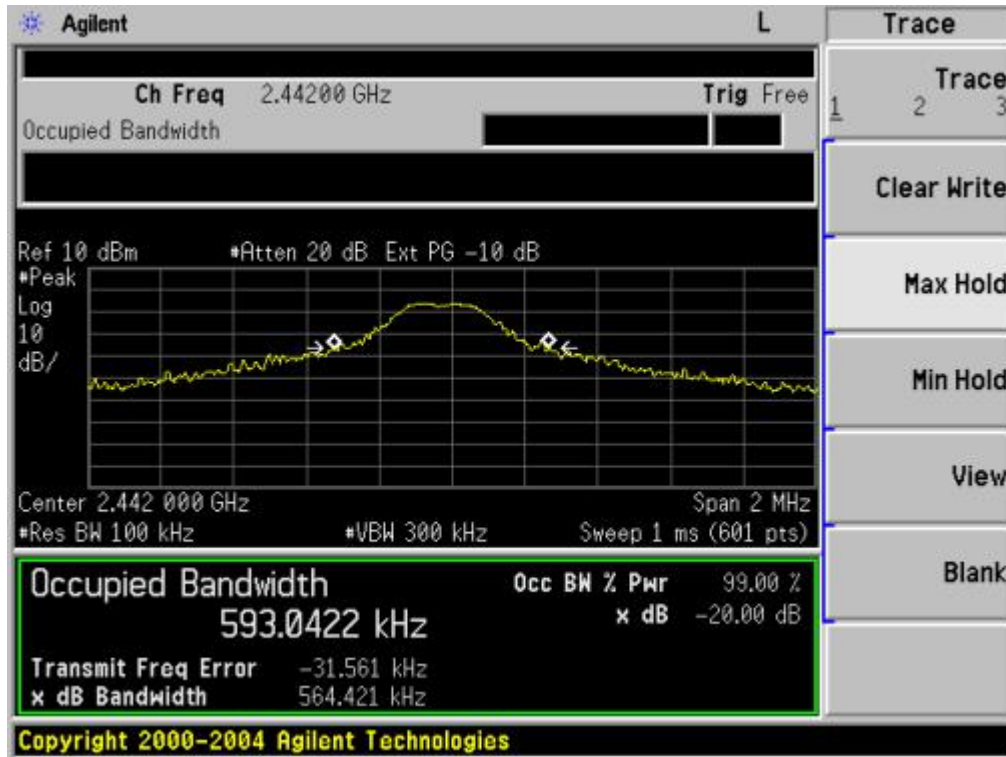 Agilent L Trace
Ch Freq 2.44200 GHz Trig Free
Occupied Bandwidth
Trace
1 2 3
Clear Write
Max Hold
Min Hold
View
Blank
Ref 10 dBm #Atten 20 dB Ext PG -10 dB
#Peak
Log
10
dB/
Center 2.442 000 GHz Span 2 MHz
#Res BW 100 kHz #VBW 300 kHz Sweep 1 ms (601 pts)
Occupied Bandwidth Occ BW % Pwr 99.00 %
593.0422 kHz x dB -20.00 dB
Transmit Freq Error -31.561 kHz
x dB Bandwidth 564.421 kHz
Copyright 2000-2004 Agilent Technologies